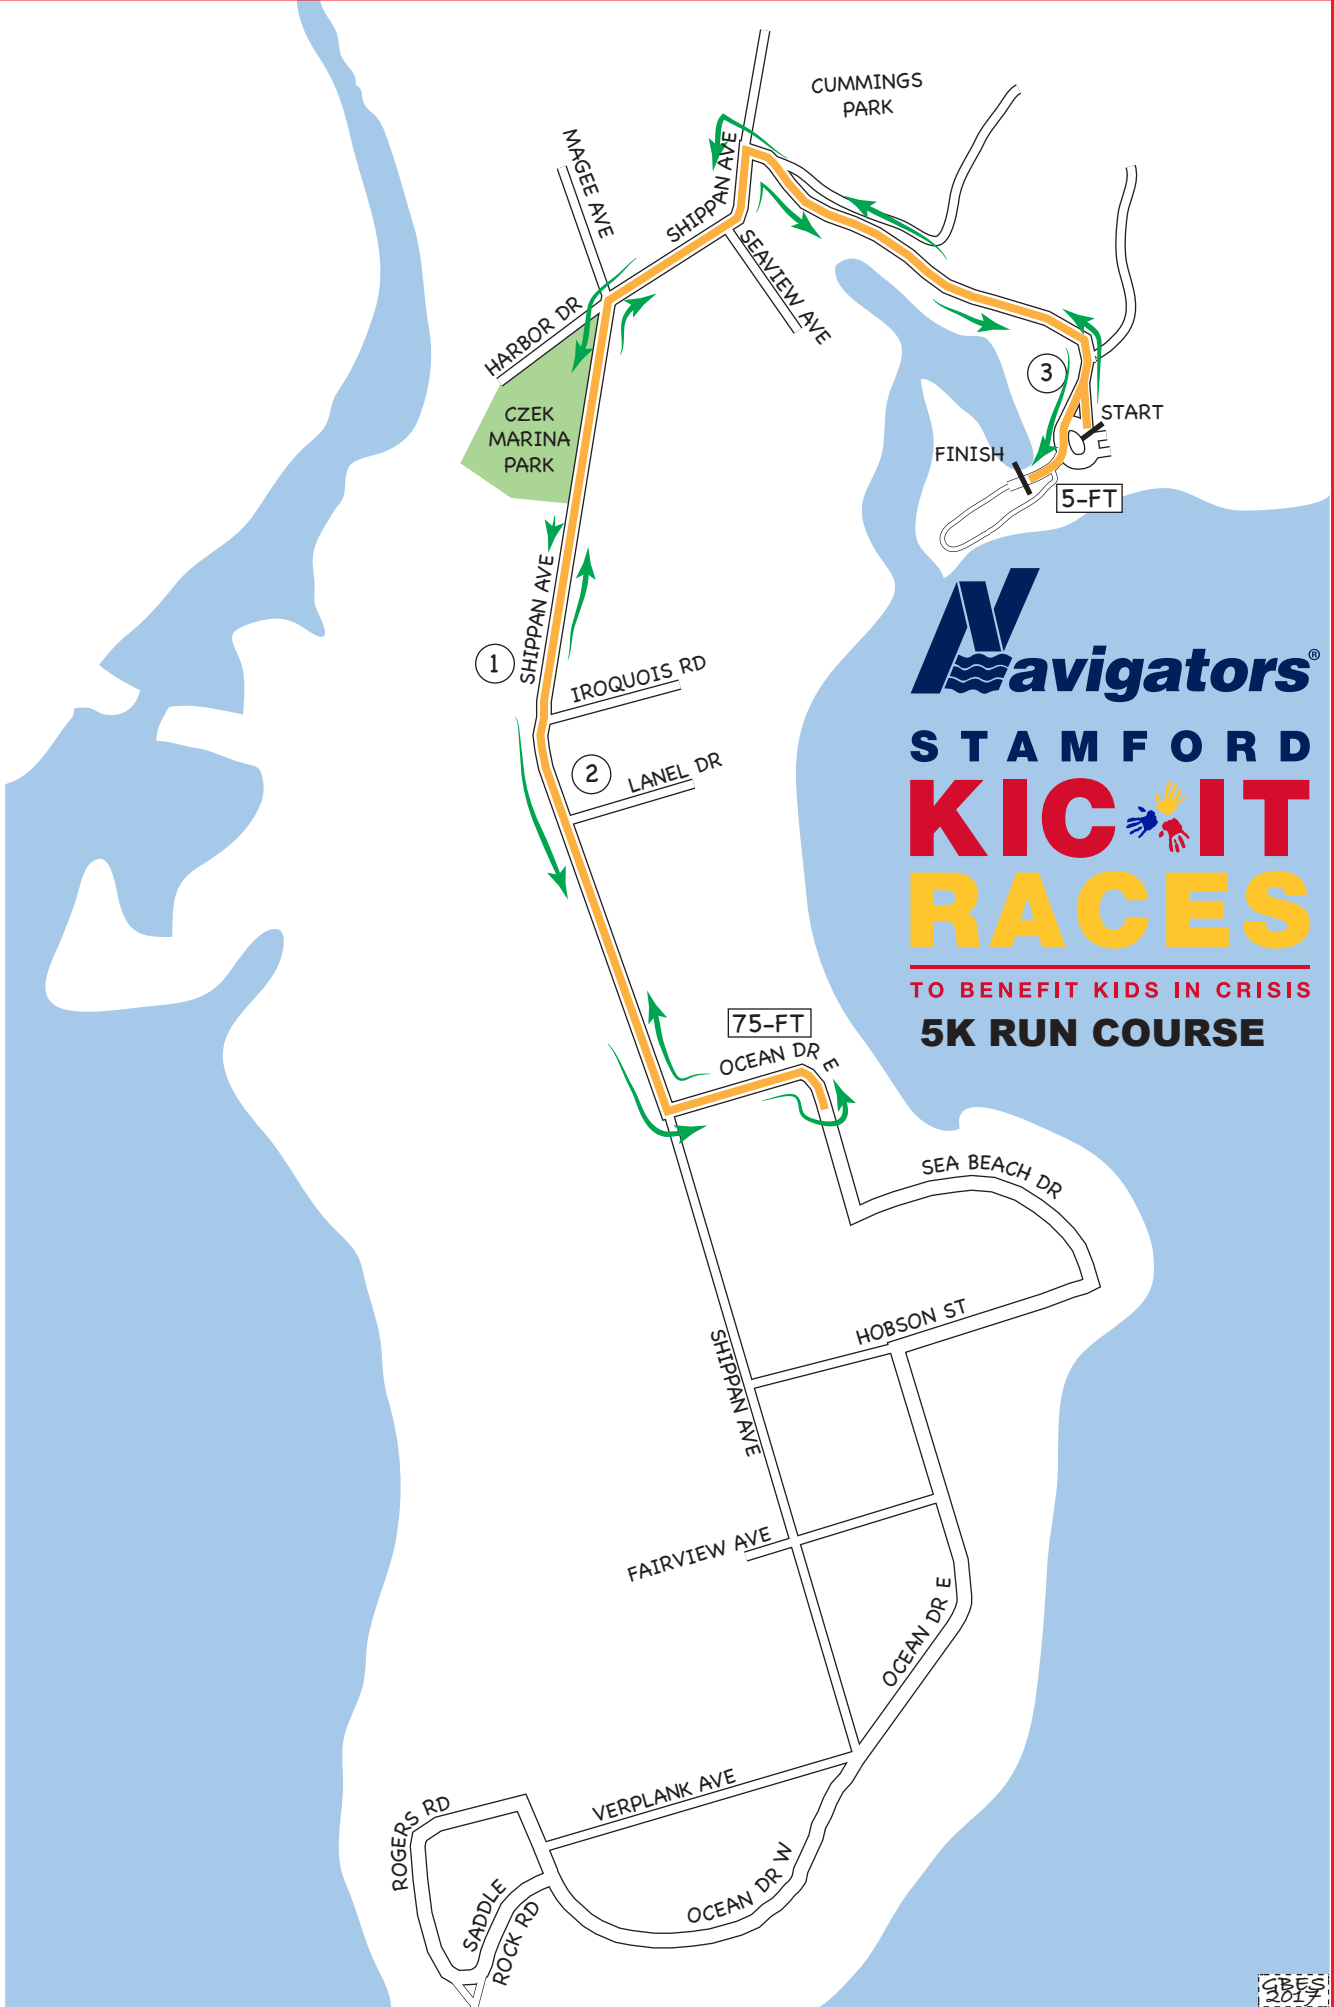 CUMMINGS
PARK
MAGEE AVE
SHIPPAN AVE
SEAVIEW AVE
HARBOR DR
CZEK
MARINA
PARK
3
START
FINISH
5-FT
SHIPPAN AVE
1
IROQUOIS RD
2
LANEL DR
Navigators®
STAMFORD
KIC IT
RACES
TO BENEFIT KIDS IN CRISIS
5K RUN COURSE
75-FT
OCEAN DR E
SEA BEACH DR
HOBSON ST
SHIPPAN AVE
FAIRVIEW AVE
OCEAN DR E
VERPLANK AVE
ROGERS RD
OCEAN DR W
SADDLE
ROCK RD
GBES
2017